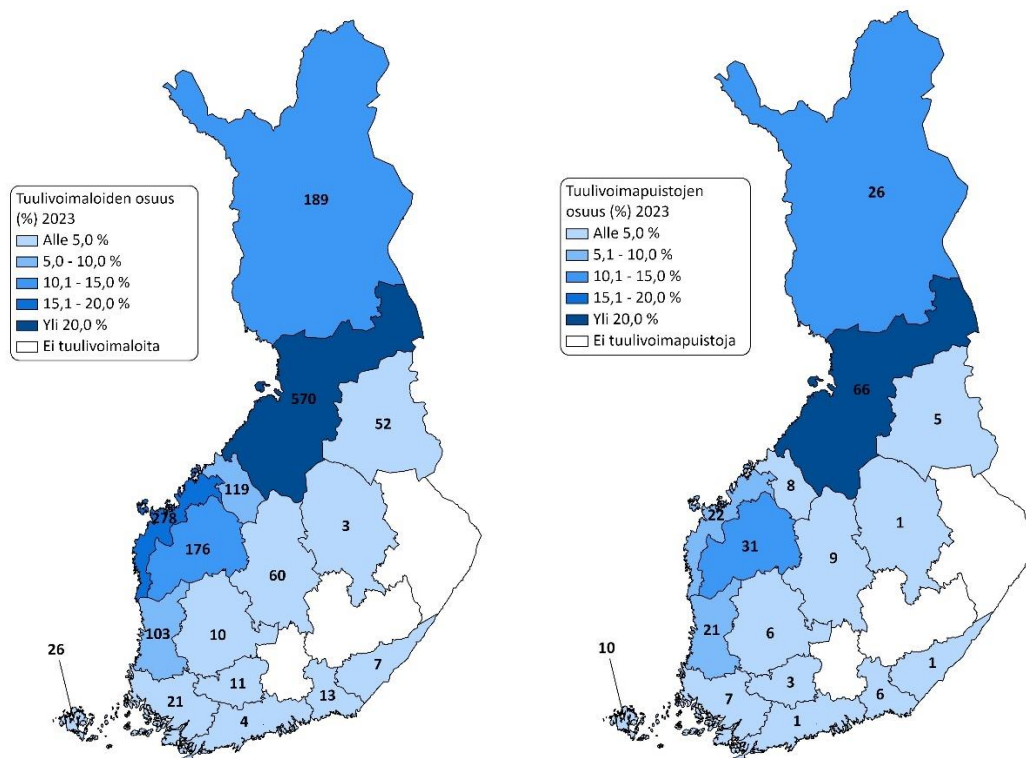 Tuulivoimaloiden osuus
(%) 2023
Alle 5,0 %
5,0 - 10,0 %
10,1 - 15,0 %
15,1 - 20,0 %
Yli 20,0 %
Ei tuulivoimaloita
189
570
52
119
278
176
3
60
103
10
26
7
11
21
13
4
Tuulivoimapuistojen
osuus (%) 2023
Alle 5,0 %
5,1 - 10,0 %
10,1 - 15,0 %
15,1 - 20,0 %
Yli 20,0 %
Ei tuulivoimapuistoja
26
66
5
8
22
1
31
9
21
6
10
1
3
7
6
1